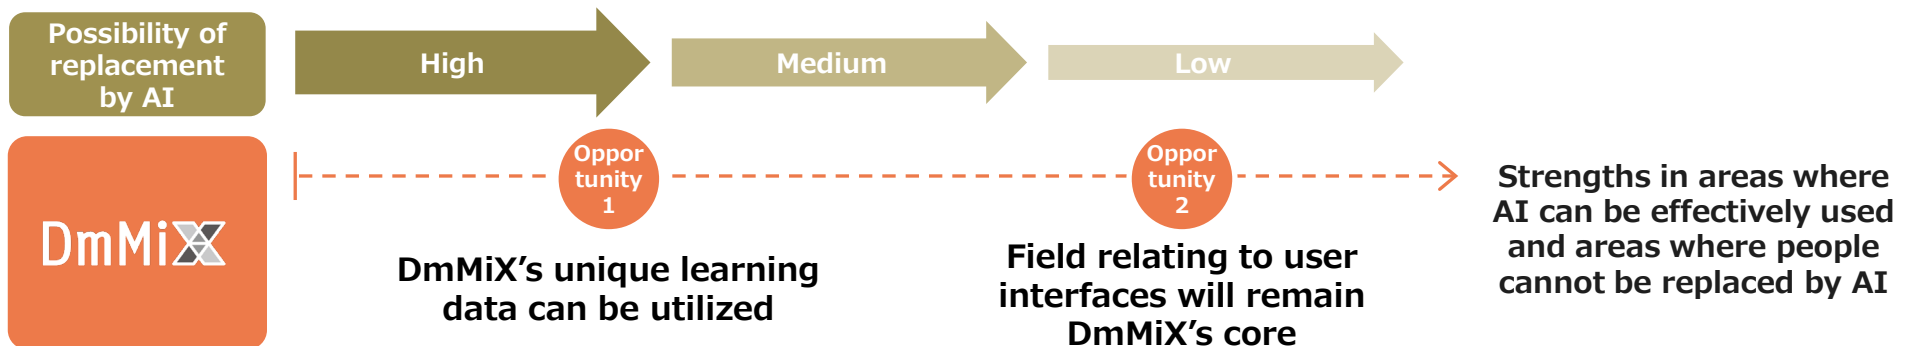 Possibility of
replacement
by AI
High
Medium
Low
DmMiX
Oppor
tunity
1
Oppor
tunity
2
DmMiX’s unique learning
data can be utilized
Field relating to user
interfaces will remain
DmMiX’s core
Strengths in areas where
AI can be effectively used
and areas where people
cannot be replaced by AI